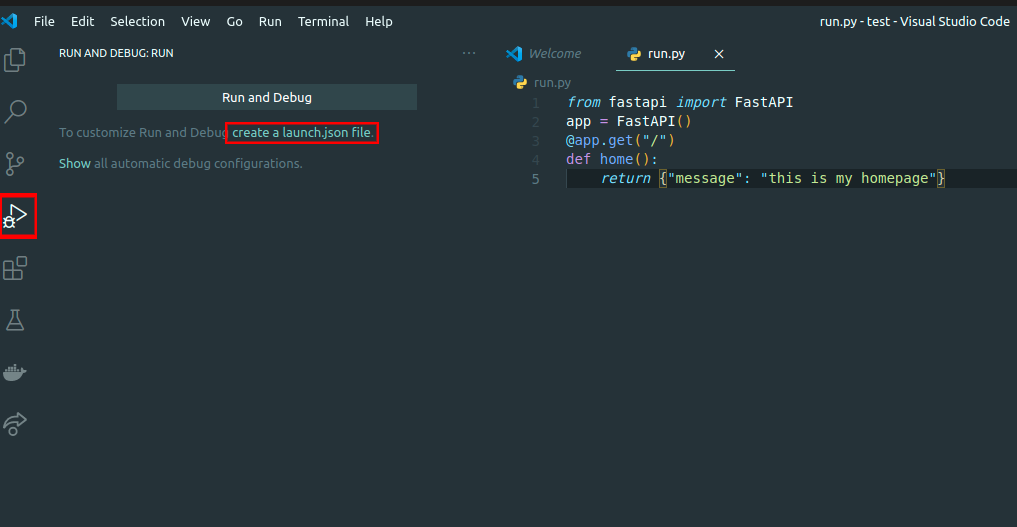 File Edit Selection View Go Run Terminal Help
run.py - test - Visual Studio Code
RUN AND DEBUG: RUN
...
Run and Debug
To customize Run and Debug create a launch.json file.
Show all automatic debug configurations.
Welcome
run.py
run.py
1 from fastapi import FastAPI
2 app = FastAPI()
3 @app.get("/")
4 def home():
5 return {"message": "this is my homepage"}